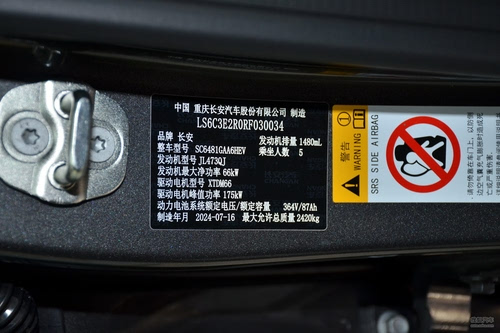 中国 重庆长安汽车股份有限公司 制造
LS6C3E2R0RF030034
品牌 长安 发动机排量 1480mL
整车型号 SC6481GAA6HEV 乘坐人数 5
发动机型号 JL473QJ
发动机最大净功率 66kW
驱动电机型号 XTDM66
驱动电机峰值功率 175kW
动力电池系统额定电压/额定容量 364V/87Ah
制造年月 2024-07-16 最大允许总质量 2420kg
警告
WARNING
SRS SIDE AIRBAG